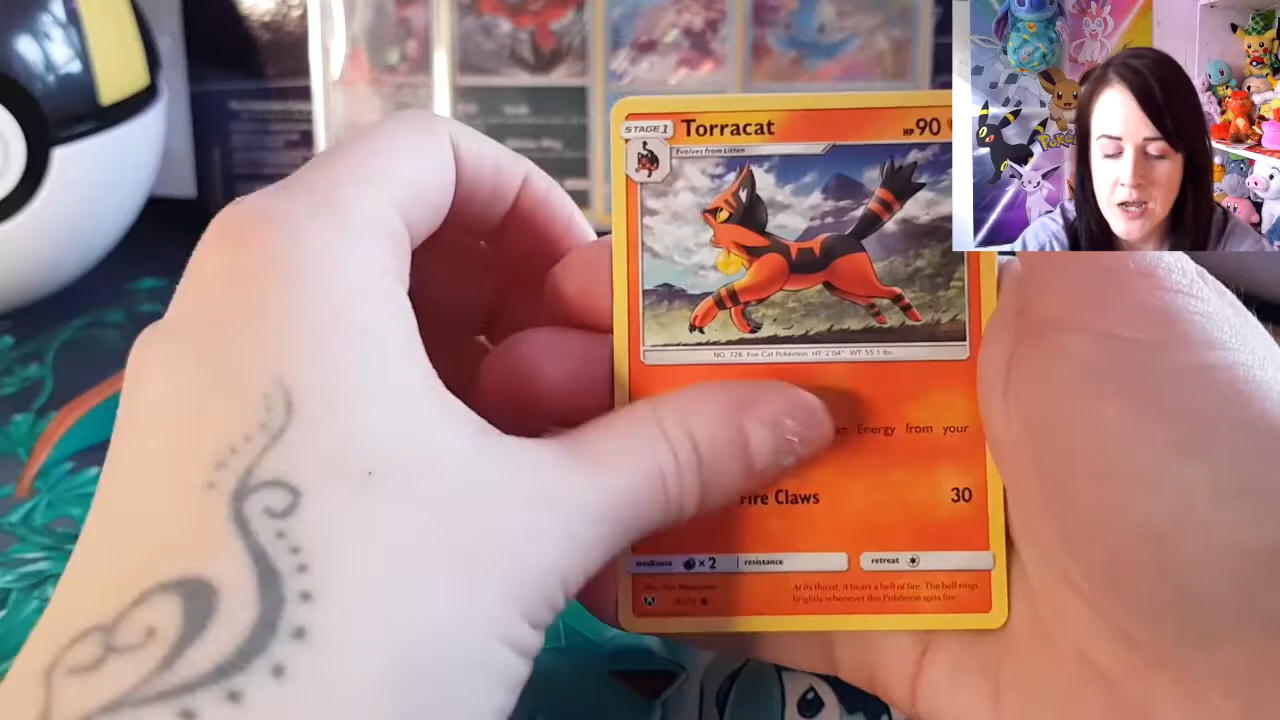 STAGE 1 Torracat HP 90
Evolves from Litten
NO. 726 Fire Cat Pokémon HT: 2'04" WT: 55.1 lbs.
Energy from your
Fire Claws 30
weakness ×2 resistance retreat
At its throat, it bears a bell of fire. The bell rings
brightly whenever this Pokémon spits fire.